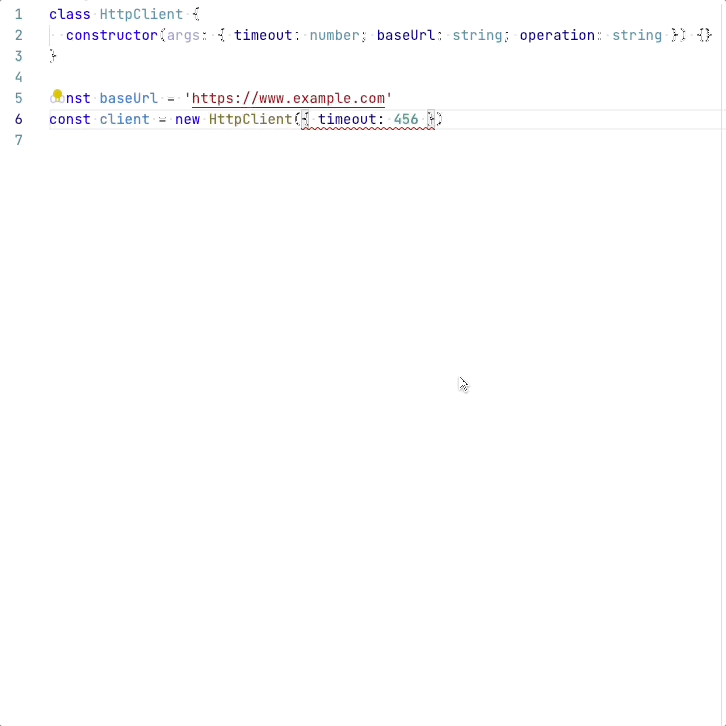 1 class HttpClient {
2   constructor(args: { timeout: number; baseUrl: string; operation: string }) {}
3 }
4
5 const baseUrl = 'https://www.example.com'
6 const client = new HttpClient({ timeout: 456 })
7